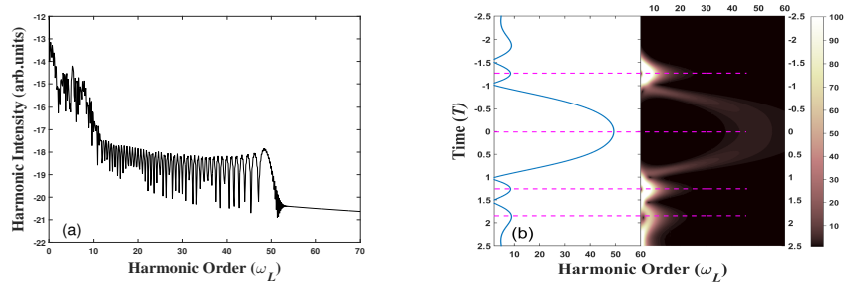 -12
-13
-14
-15
-16
-17
-18
-19
-20
-21
-22
0 10 20 30 40 50 60 70
Harmonic Intensity (arb.units)
Harmonic Order (ω_L)
(a)
10 20 30 40 50 60
-2.5 -2.5 100
-2 -2 90
-1.5 -1.5 80
-1 -1 70
-0.5 -0.5 60
0 0 50
0.5 0.5 40
1 1 30
1.5 1.5 20
2 2 10
2.5 2.5
10 20 30 40 50 60
Time (T)
Harmonic Order (ω_L)
(b)